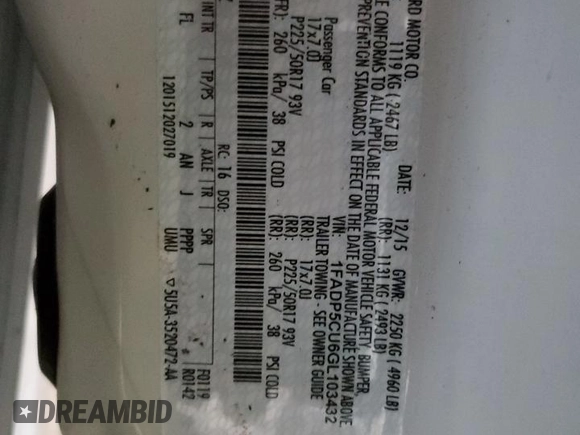 RD MOTOR CO.
DATE: 12/15 GVWR: 2250 KG ( 4960 LB)
1119 KG ( 2467 LB) (RR): 1131 KG ( 2493 LB)
E CONFORMS TO ALL APPLICABLE FEDERAL MOTOR VEHICLE SAFETY, BUMPER,
PREVENTION STANDARDS IN EFFECT ON THE DATE OF MANUFACTURE SHOWN ABOVE
VIN: 1FADP5CU6GL103432
Passenger Car TRAILER TOWING - SEE OWNER GUIDE
17x7.0J (RR): 17x7.0J
P225/50R17 93V (RR): P225/50R17 93V
FR): 260 kPa/ 38 PSI COLD (RR): 260 kPa/ 38 PSI COLD
RC: 16 DSO:
INT TR TP/PS R AXLE TR SPR F0119
FL 2 AN J PPPP UMU R0142
1201512027019 ▽5U5A-3520472-AA
DREAMBID